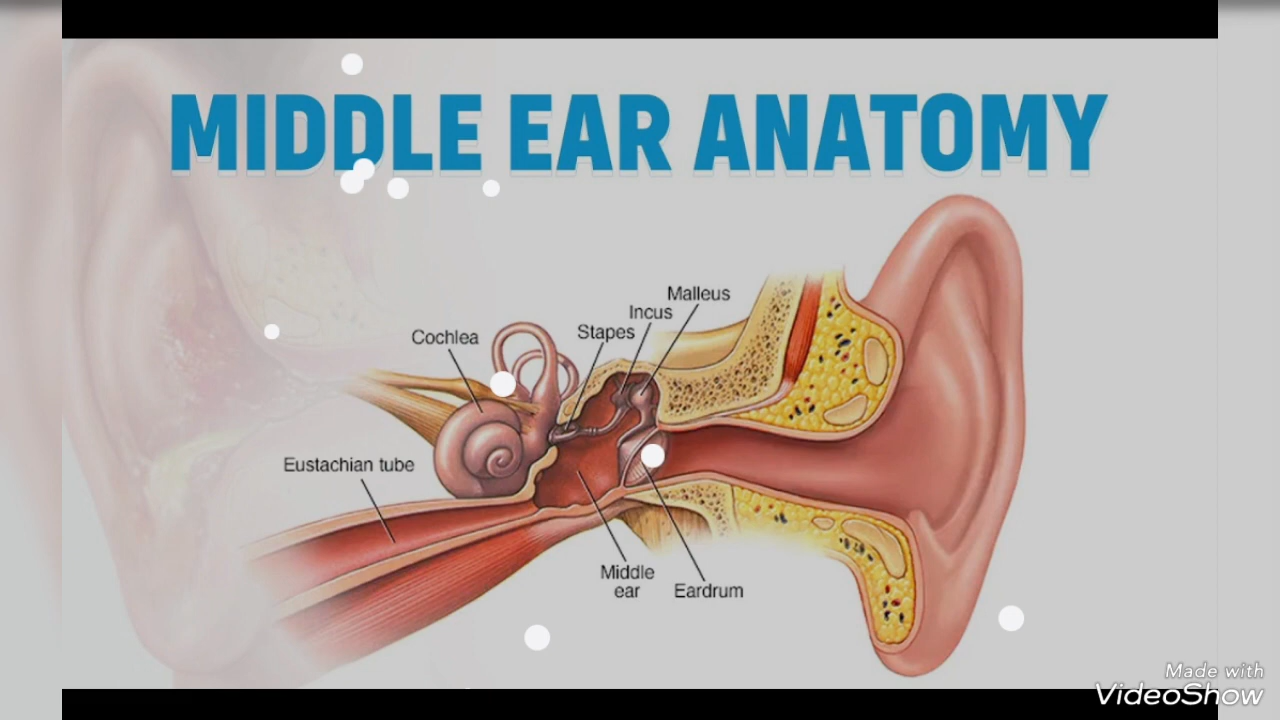 MIDDLE EAR ANATOMY
Malleus
Incus
Stapes
Cochlea
Eustachian tube
Middle
ear
Eardrum
Made with
VideoShow